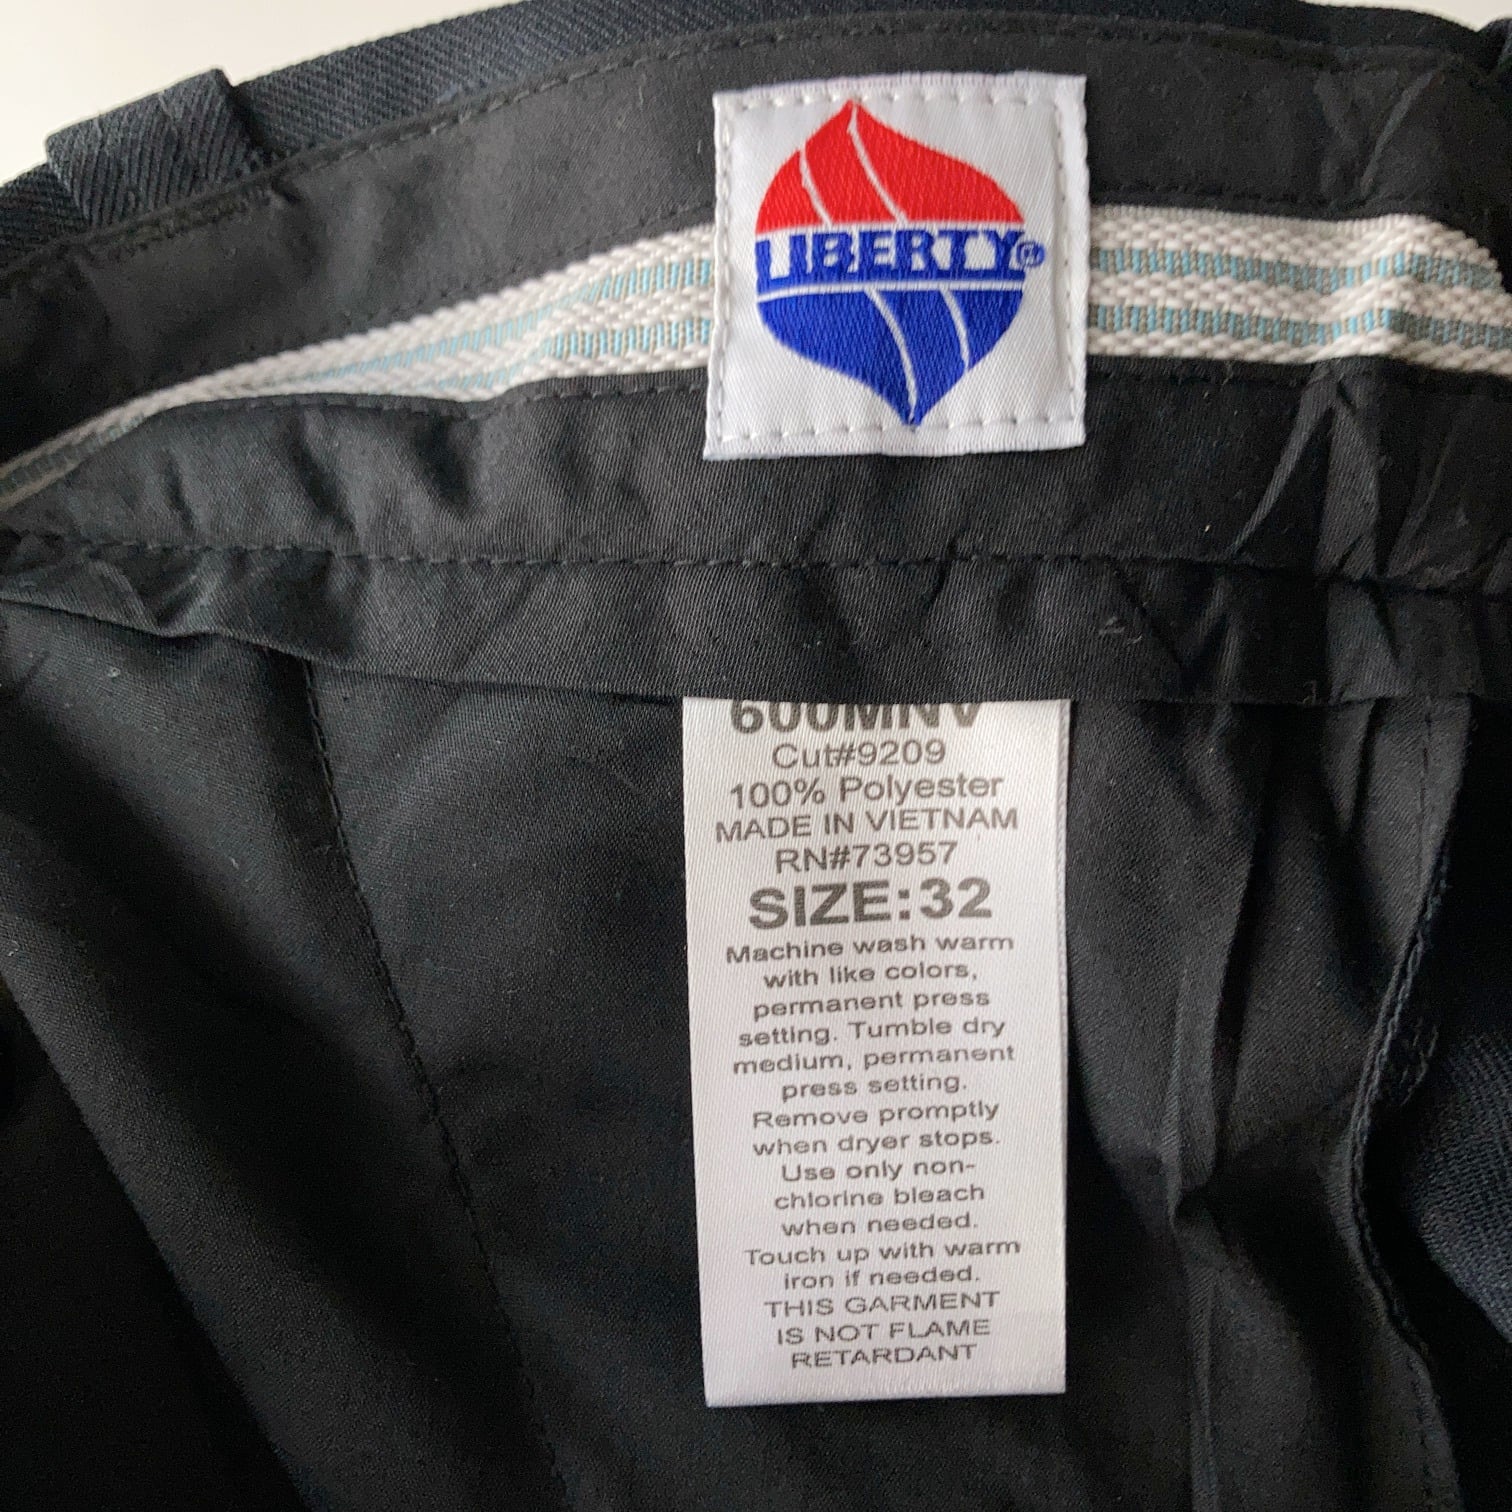 LIBERTY®
600MNV
Cut#9209
100% Polyester
MADE IN VIETNAM
RN#73957
SIZE:32
Machine wash warm
with like colors,
permanent press
setting. Tumble dry
medium, permanent
press setting.
Remove promptly
when dryer stops.
Use only non-
chlorine bleach
when needed.
Touch up with warm
iron if needed.
THIS GARMENT
IS NOT FLAME
RETARDANT